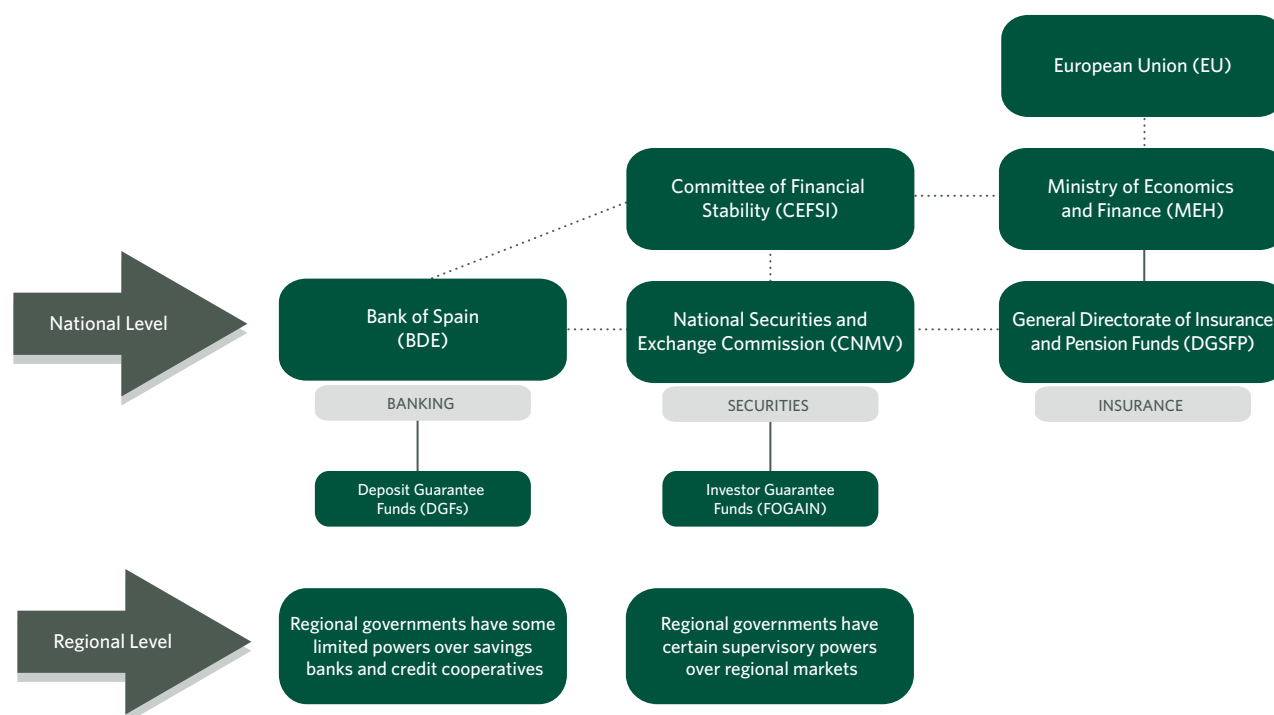 European Union (EU)
Committee of Financial
Stability (CEFSI)
Ministry of Economics
and Finance (MEH)
National Level
Bank of Spain
(BDE)
National Securities and
Exchange Commission (CNMV)
General Directorate of Insurance
and Pension Funds (DGSFP)
BANKING
SECURITIES
INSURANCE
Deposit Guarantee
Funds (DGFs)
Investor Guarantee
Funds (FOGAIN)
Regional Level
Regional governments have some
limited powers over savings
banks and credit cooperatives
Regional governments have
certain supervisory powers
over regional markets